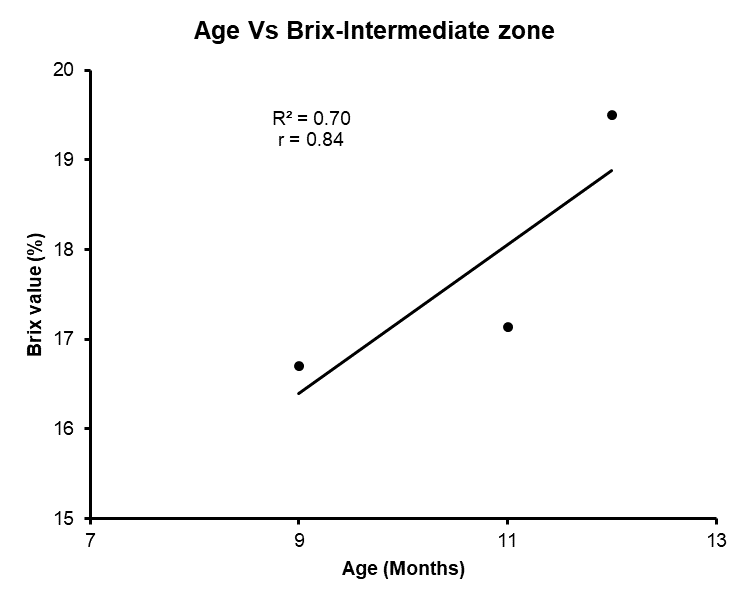 Age Vs Brix-Intermediate zone
20
R² = 0.70
r = 0.84
19
18
17
16
15
Brix value (%)
7
9
11
13
Age (Months)